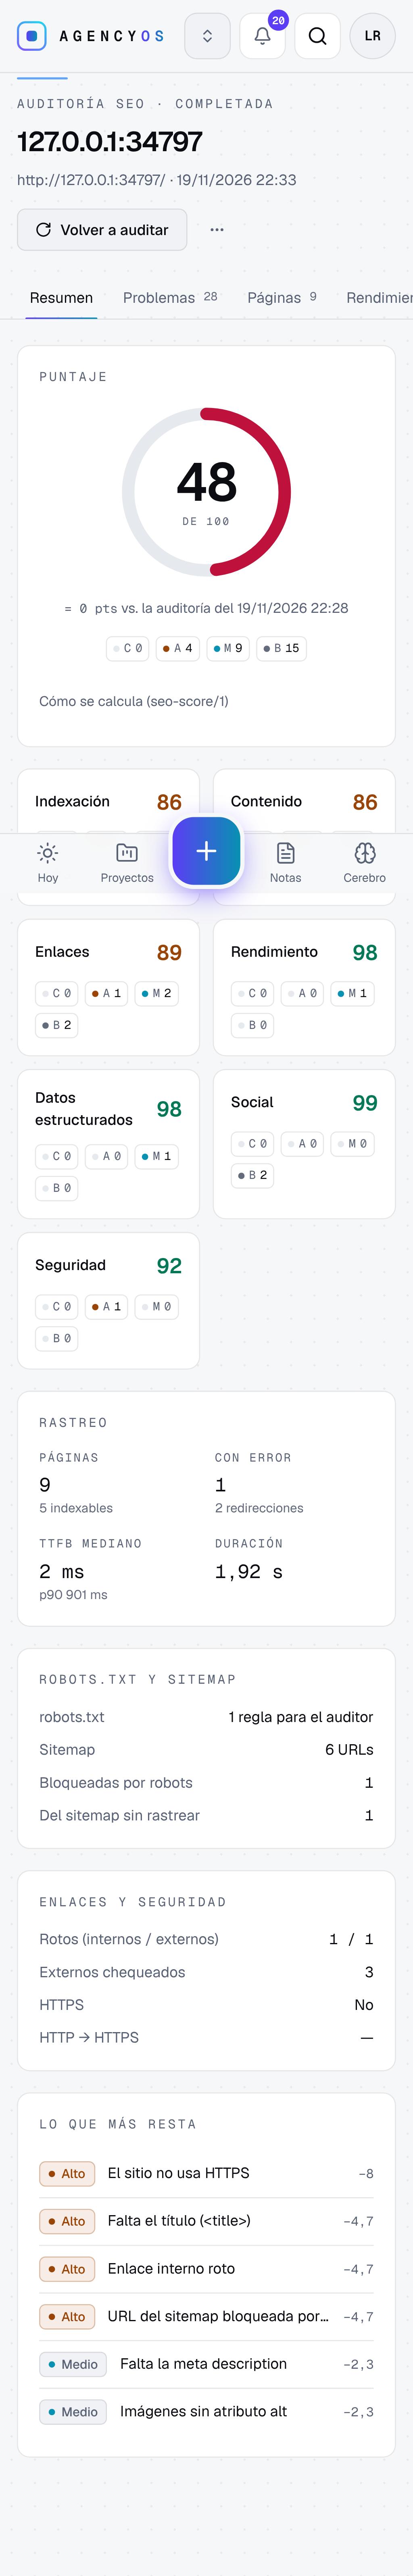 AGENCYOS
20
LR
AUDITORÍA SEO · COMPLETADA
127.0.0.1:34797
http://127.0.0.1:34797/ · 19/11/2026 22:33
Volver a auditar
Resumen
Problemas 28
Páginas 9
Rendimier
PUNTAJE
48
DE 100
= 0 pts vs. la auditoría del 19/11/2026 22:28
C 0
A 4
M 9
B 15
Cómo se calcula (seo-score/1)
Indexación 86
Contenido 86
Hoy
Proyectos
Notas
Cerebro
Enlaces 89
C 0
A 1
M 2
B 2
Rendimiento 98
C 0
A 0
M 1
B 0
Datos
estructurados 98
C 0
A 0
M 1
B 0
Social 99
C 0
A 0
M 0
B 2
Seguridad 92
C 0
A 1
M 0
B 0
RASTREO
PÁGINAS
9
5 indexables
CON ERROR
1
2 redirecciones
TTFB MEDIANO
2 ms
p90 901 ms
DURACIÓN
1,92 s
ROBOTS.TXT Y SITEMAP
robots.txt 1 regla para el auditor
Sitemap 6 URLs
Bloqueadas por robots 1
Del sitemap sin rastrear 1
ENLACES Y SEGURIDAD
Rotos (internos / externos) 1 / 1
Externos chequeados 3
HTTPS No
HTTP → HTTPS —
LO QUE MÁS RESTA
Alto El sitio no usa HTTPS −8
Alto Falta el título (<title>) −4,7
Alto Enlace interno roto −4,7
Alto URL del sitemap bloqueada por… −4,7
Medio Falta la meta description −2,3
Medio Imágenes sin atributo alt −2,3